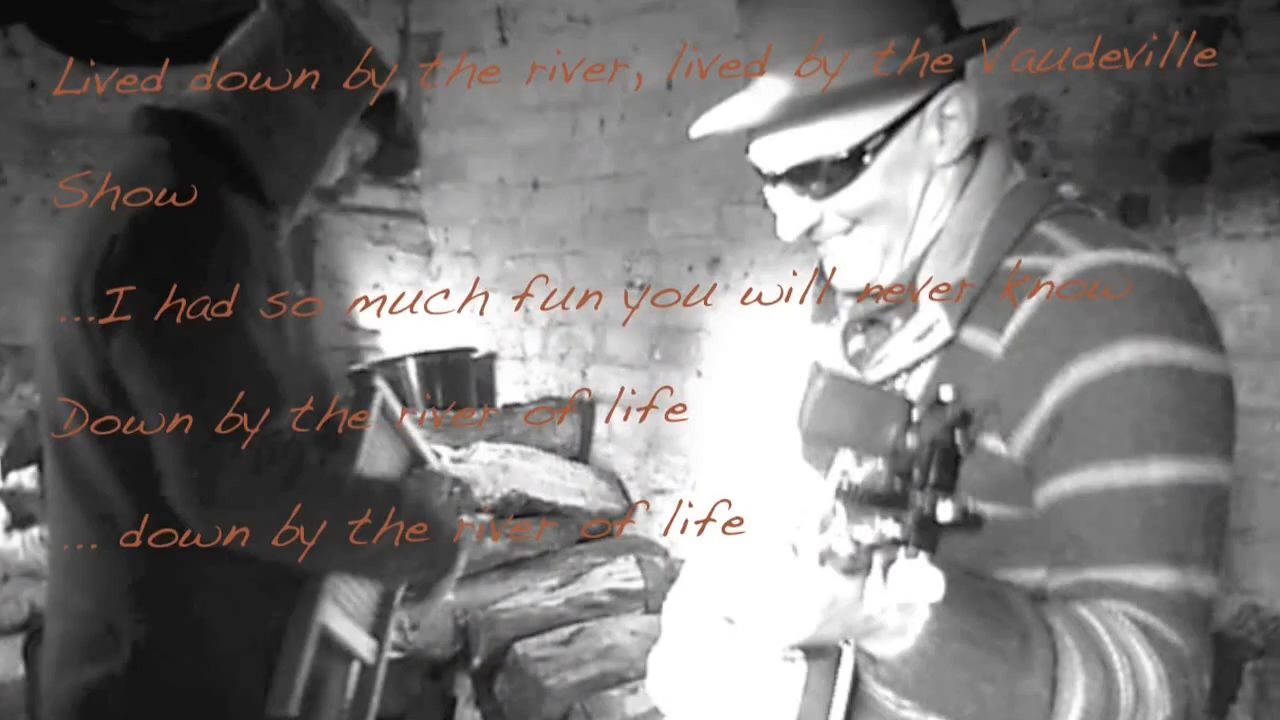 Lived down by the river, lived by the Vaudeville
Show
...I had so much fun you will never know
Down by the river of life
... down by the river of life